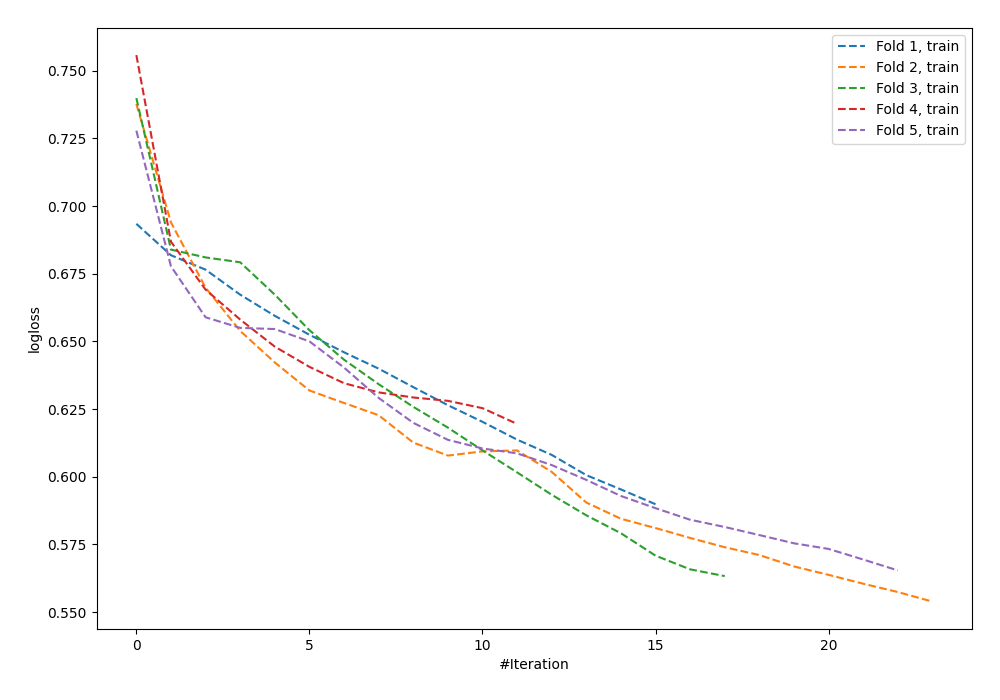 Fold 1, train
Fold 2, train
Fold 3, train
Fold 4, train
Fold 5, train
0.750
0.725
0.700
0.675
0.650
0.625
0.600
0.575
0.550
logloss
0 5 10 15 20
#Iteration